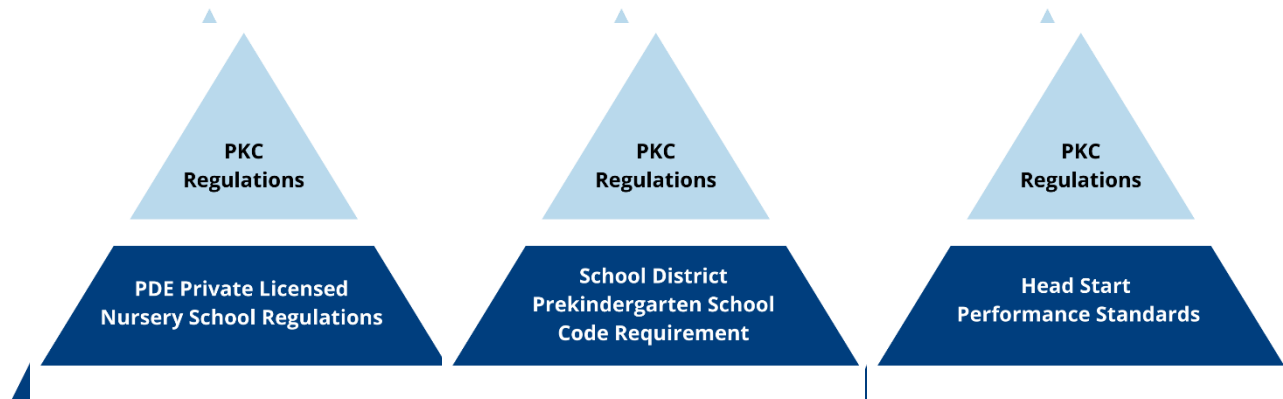 PKC
Regulations
PDE Private Licensed
Nursery School Regulations
PKC
Regulations
School District
Prekindergarten School
Code Requirement
PKC
Regulations
Head Start
Performance Standards